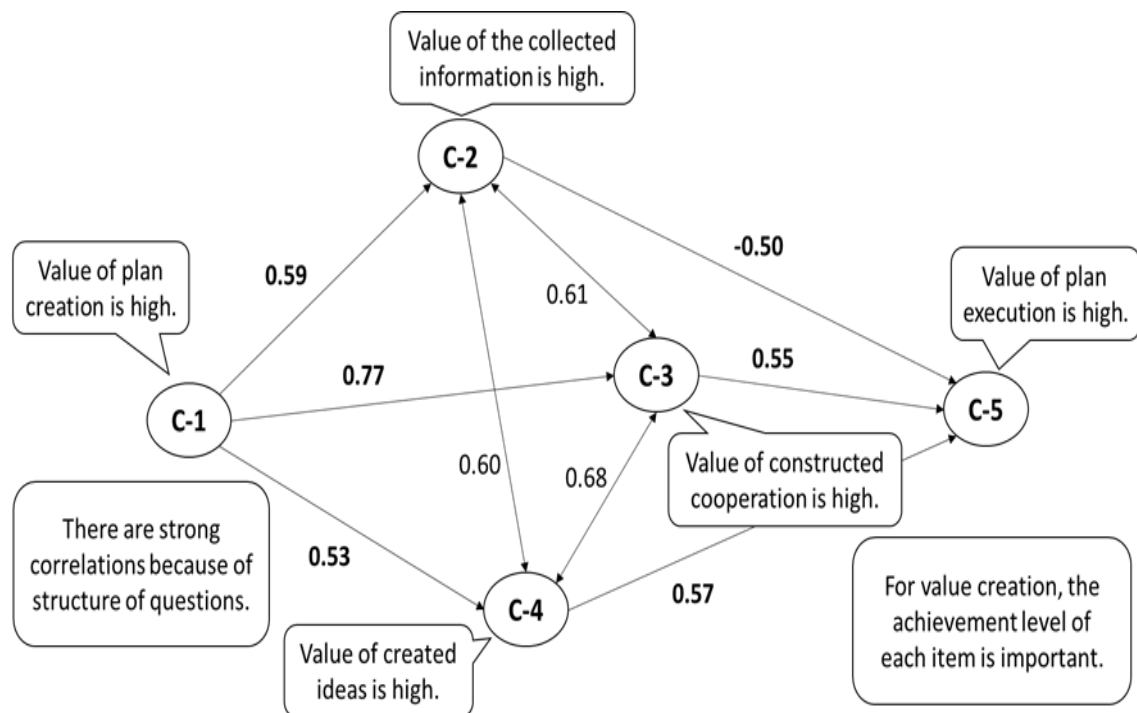 Value of the collected
information is high.
C-2
-0.50
Value of plan
creation is high.
0.59
0.61
Value of plan
execution is high.
0.77
C-3
0.55
C-1
C-5
0.60
0.68
Value of constructed
cooperation is high.
There are strong
correlations because of
structure of questions.
0.53
C-4
0.57
For value creation, the
achievement level of
each item is important.
Value of created
ideas is high.